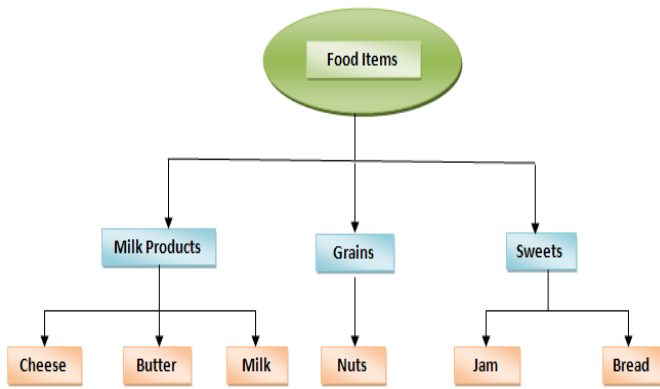 Food Items
Milk Products
Grains
Sweets
Cheese
Butter
Milk
Nuts
Jam
Bread